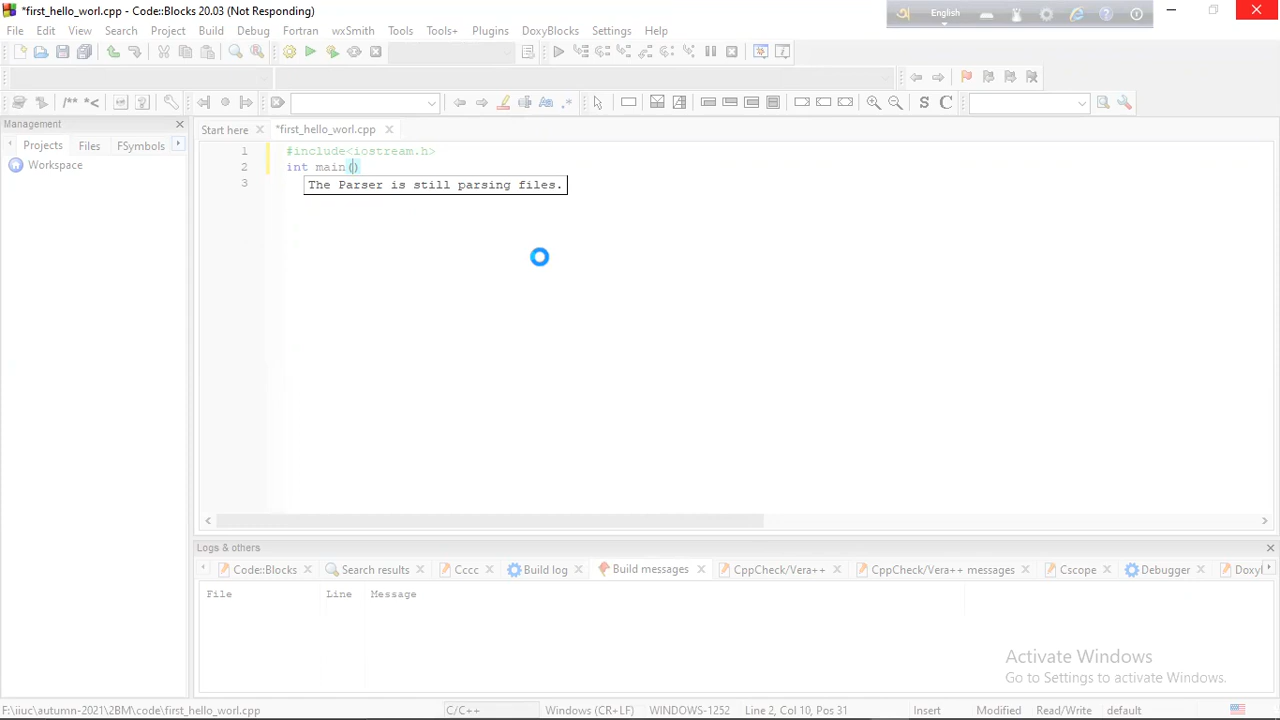 *first_hello_worl.cpp - Code::Blocks 20.03 (Not Responding)
English
File Edit View Search Project Build Debug Fortran wxSmith Tools Tools+ Plugins DoxyBlocks Settings Help
/** *<
S C
Management
Projects Files FSymbols
Workspace
Start here *first_hello_worl.cpp
1 #include<iostream.h>
2 int main()
3
The Parser is still parsing files.
Logs & others
Code::Blocks Search results Cccc Build log Build messages CppCheck/Vera++ CppCheck/Vera++ messages Cscope Debugger Doxyl
File Line Message
Activate Windows
Go to Settings to activate Windows.
F:\iiuc\autumn-2021\2BM\code\first_hello_worl.cpp C/C++ Windows (CR+LF) WINDOWS-1252 Line 2, Col 10, Pos 31 Insert Modified Read/Write default